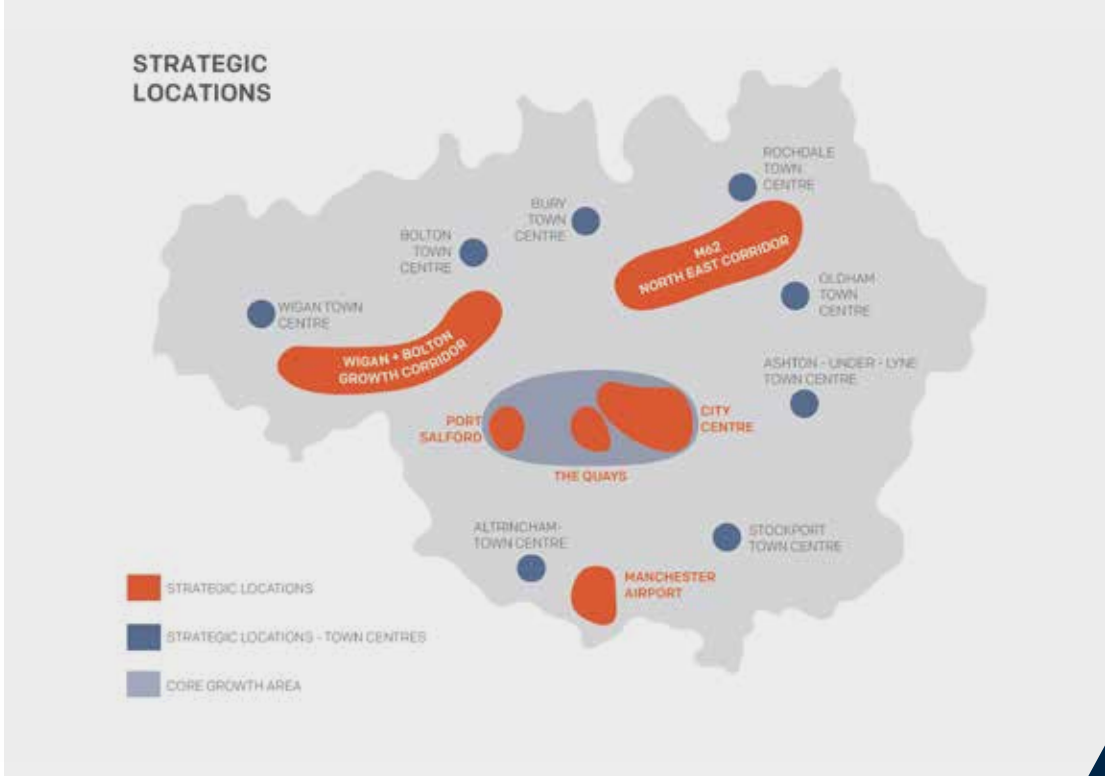 STRATEGIC
LOCATIONS
ROCHDALE
TOWN
CENTRE
BURY
TOWN
CENTRE
BOLTON
TOWN
CENTRE
M62
NORTH EAST CORRIDOR
OLDHAM
TOWN
CENTRE
WIGAN TOWN
CENTRE
WIGAN + BOLTON
GROWTH CORRIDOR
ASHTON - UNDER - LYNE
TOWN CENTRE
PORT
SALFORD
CITY
CENTRE
THE QUAYS
ALTRINCHAM-
TOWN CENTRE
STOCKPORT
TOWN CENTRE
MANCHESTER
AIRPORT
STRATEGIC LOCATIONS
STRATEGIC LOCATIONS - TOWN CENTRES
CORE GROWTH AREA